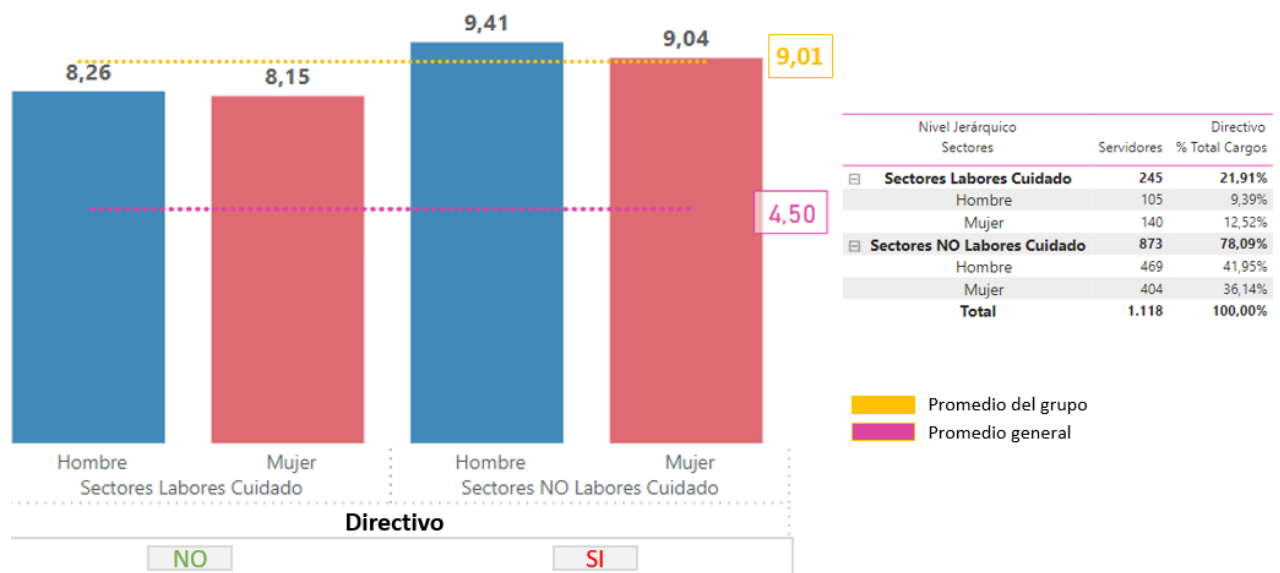 9,41
9,04
9,01
8,26
8,15
4,50
Hombre Mujer Hombre Mujer
Sectores Labores Cuidado Sectores NO Labores Cuidado
Directivo
NO SI
Nivel Jerárquico Directivo
Sectores Servidores % Total Cargos
Sectores Labores Cuidado 245 21,91%
Hombre 105 9,39%
Mujer 140 12,52%
Sectores NO Labores Cuidado 873 78,09%
Hombre 469 41,95%
Mujer 404 36,14%
Total 1.118 100,00%
Promedio del grupo
Promedio general